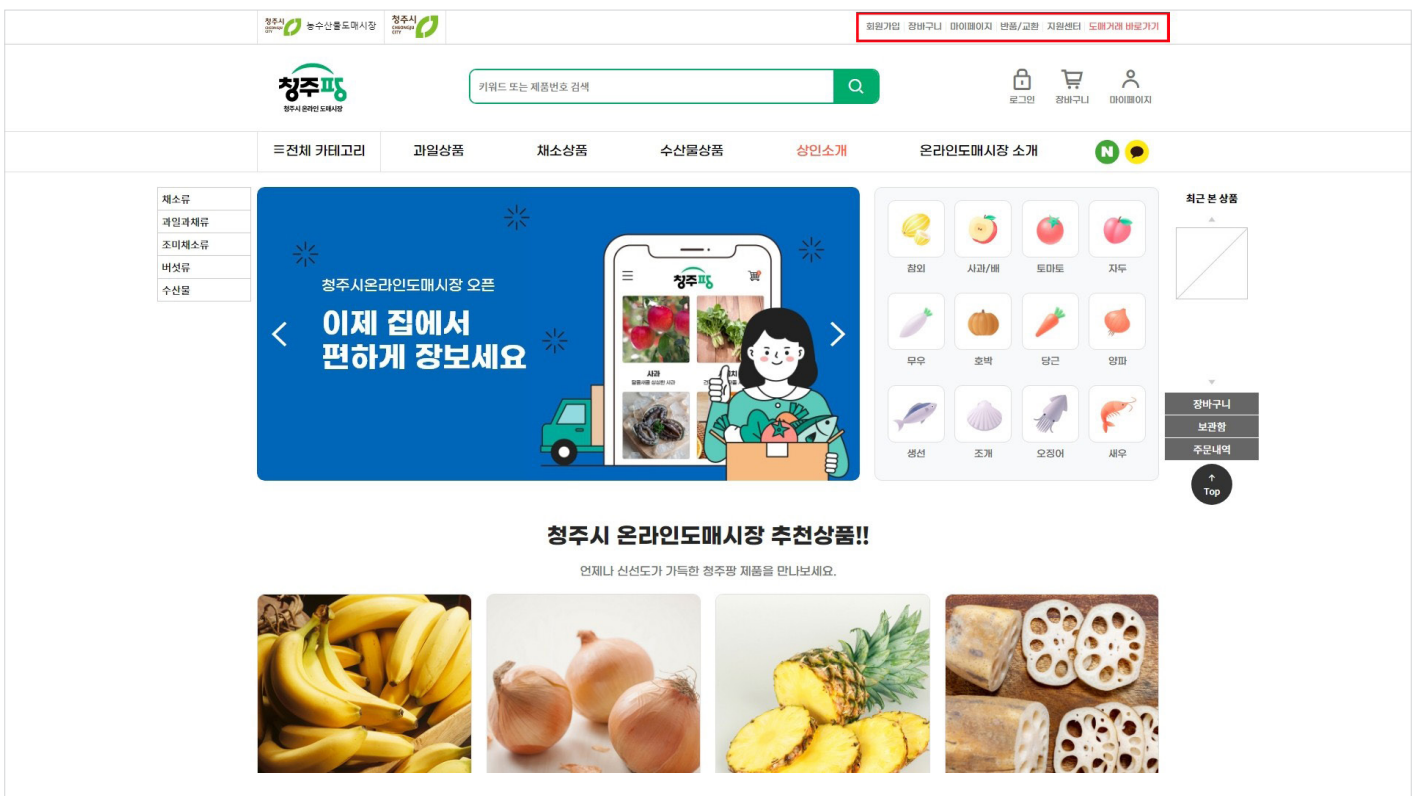 청주시 CHEONGJU CITY 농수산물도매시장 청주시 CHEONGJU CITY
회원가입 장바구니 마이페이지 반품/교환 지원센터 도매거래 바로가기
청주팡
청주시 온라인 도매시장
키워드 또는 제품번호 검색
로그인 장바구니 마이페이지
전체 카테고리 과일상품 채소상품 수산물상품 상인소개 온라인도매시장 소개 N
채소류
과일과채류
조미채소류
버섯류
수산물
청주시온라인도매시장 오픈
이제 집에서
편하게 장보세요
청주팡
사과
참외 사과/배 토마토 자두
무우 호박 당근 양파
생선 조개 오징어 새우
최근 본 상품
장바구니
보관함
주문내역
Top
청주시 온라인도매시장 추천상품!!
언제나 신선도가 가득한 청주팡 제품을 만나보세요.